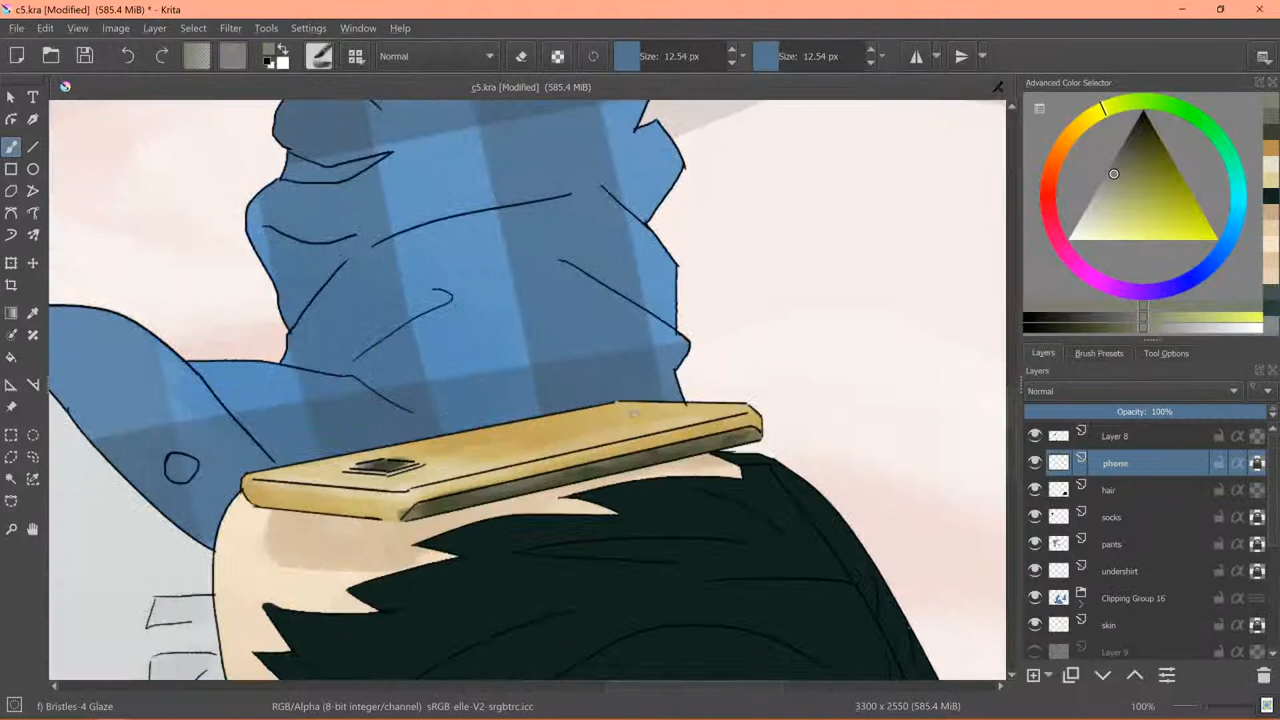 c5.kra [Modified] (585.4 MiB) * - Krita
File Edit View Image Layer Select Filter Tools Settings Window Help
Normal Size: 12.54 px Size: 12.54 px
c5.kra [Modified] (585.4 MiB)
Advanced Color Selector
Layers Brush Presets Tool Options
Layers
Normal
Opacity: 100%
Layer 8
phone
hair
socks
pants
undershirt
Clipping Group 16
skin
Layer 9
f) Bristles-4 Glaze RGB/Alpha (8-bit integer/channel) sRGB-elle-V2-srgbtrc.icc 3300 x 2550 (585.4 MiB) 100%